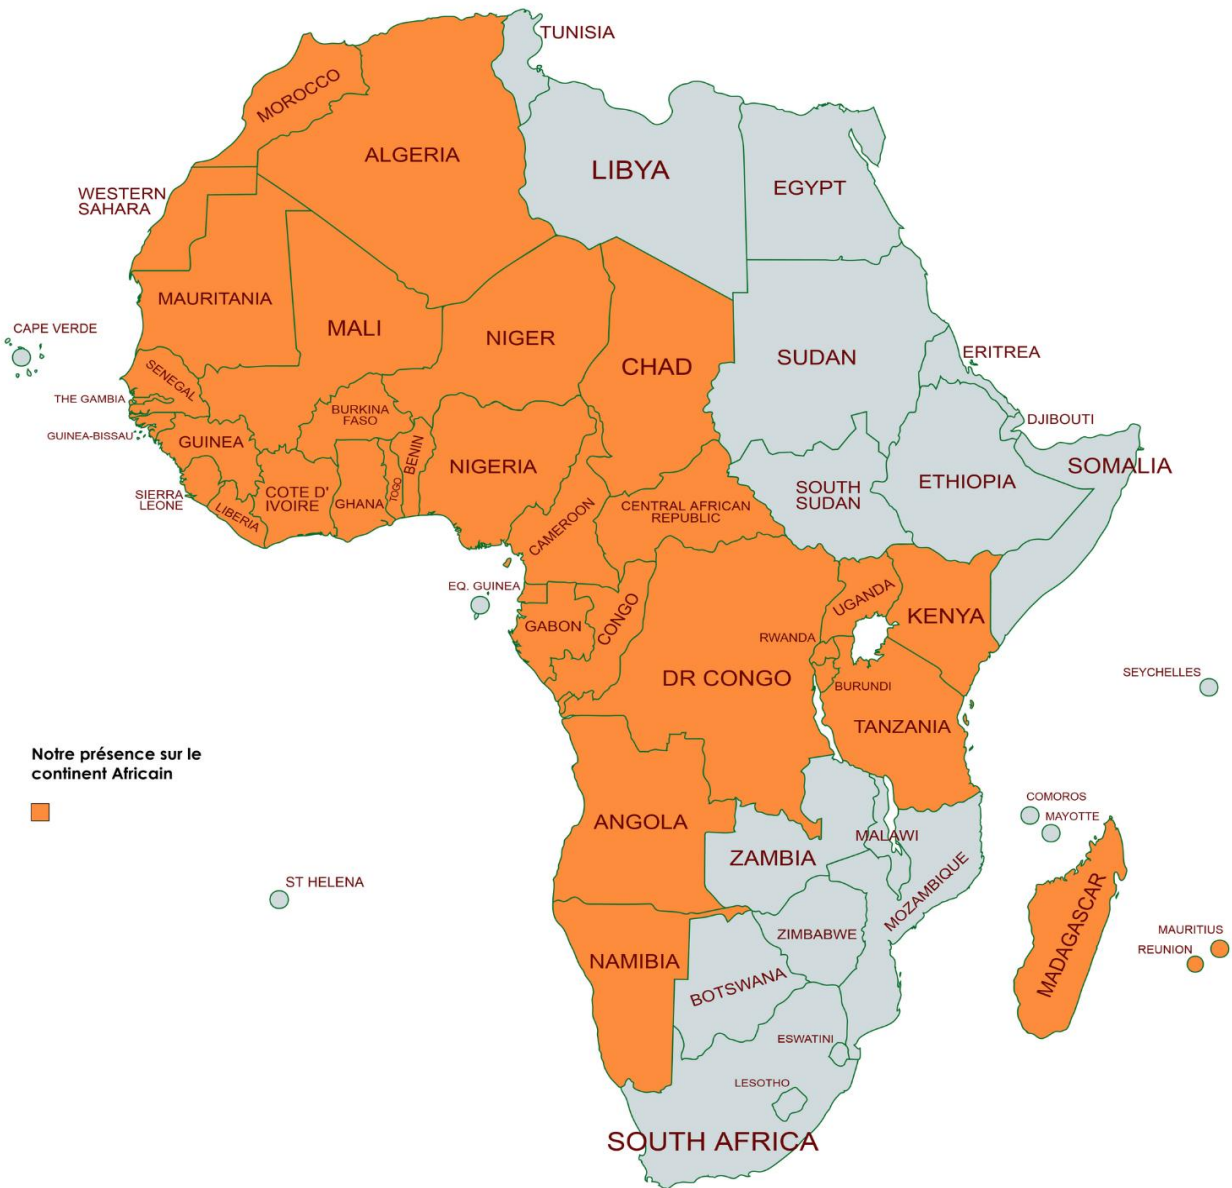 TUNISIA
MOROCCO
ALGERIA
LIBYA
EGYPT
WESTERN
SAHARA
MAURITANIA
MALI
NIGER
CHAD
SUDAN
ERITREA
CAPE VERDE
SENEGAL
THE GAMBIA
GUINEA-BISSAU
GUINEA
BURKINA
FASO
BENIN
TOGO
NIGERIA
DJIBOUTI
SOMALIA
ETHIOPIA
SOUTH
SUDAN
SIERRA
LEONE
LIBERIA
COTE D'
IVOIRE
GHANA
CAMEROON
CENTRAL AFRICAN
REPUBLIC
EQ. GUINEA
GABON
CONGO
UGANDA
KENYA
RWANDA
DR CONGO
BURUNDI
TANZANIA
SEYCHELLES
Notre présence sur le
continent Africain
ANGOLA
ZAMBIA
MALAWI
COMOROS
MAYOTTE
MOZAMBIQUE
ST HELENA
MADAGASCAR
MAURITIUS
REUNION
NAMIBIA
ZIMBABWE
BOTSWANA
ESWATINI
LESOTHO
SOUTH AFRICA